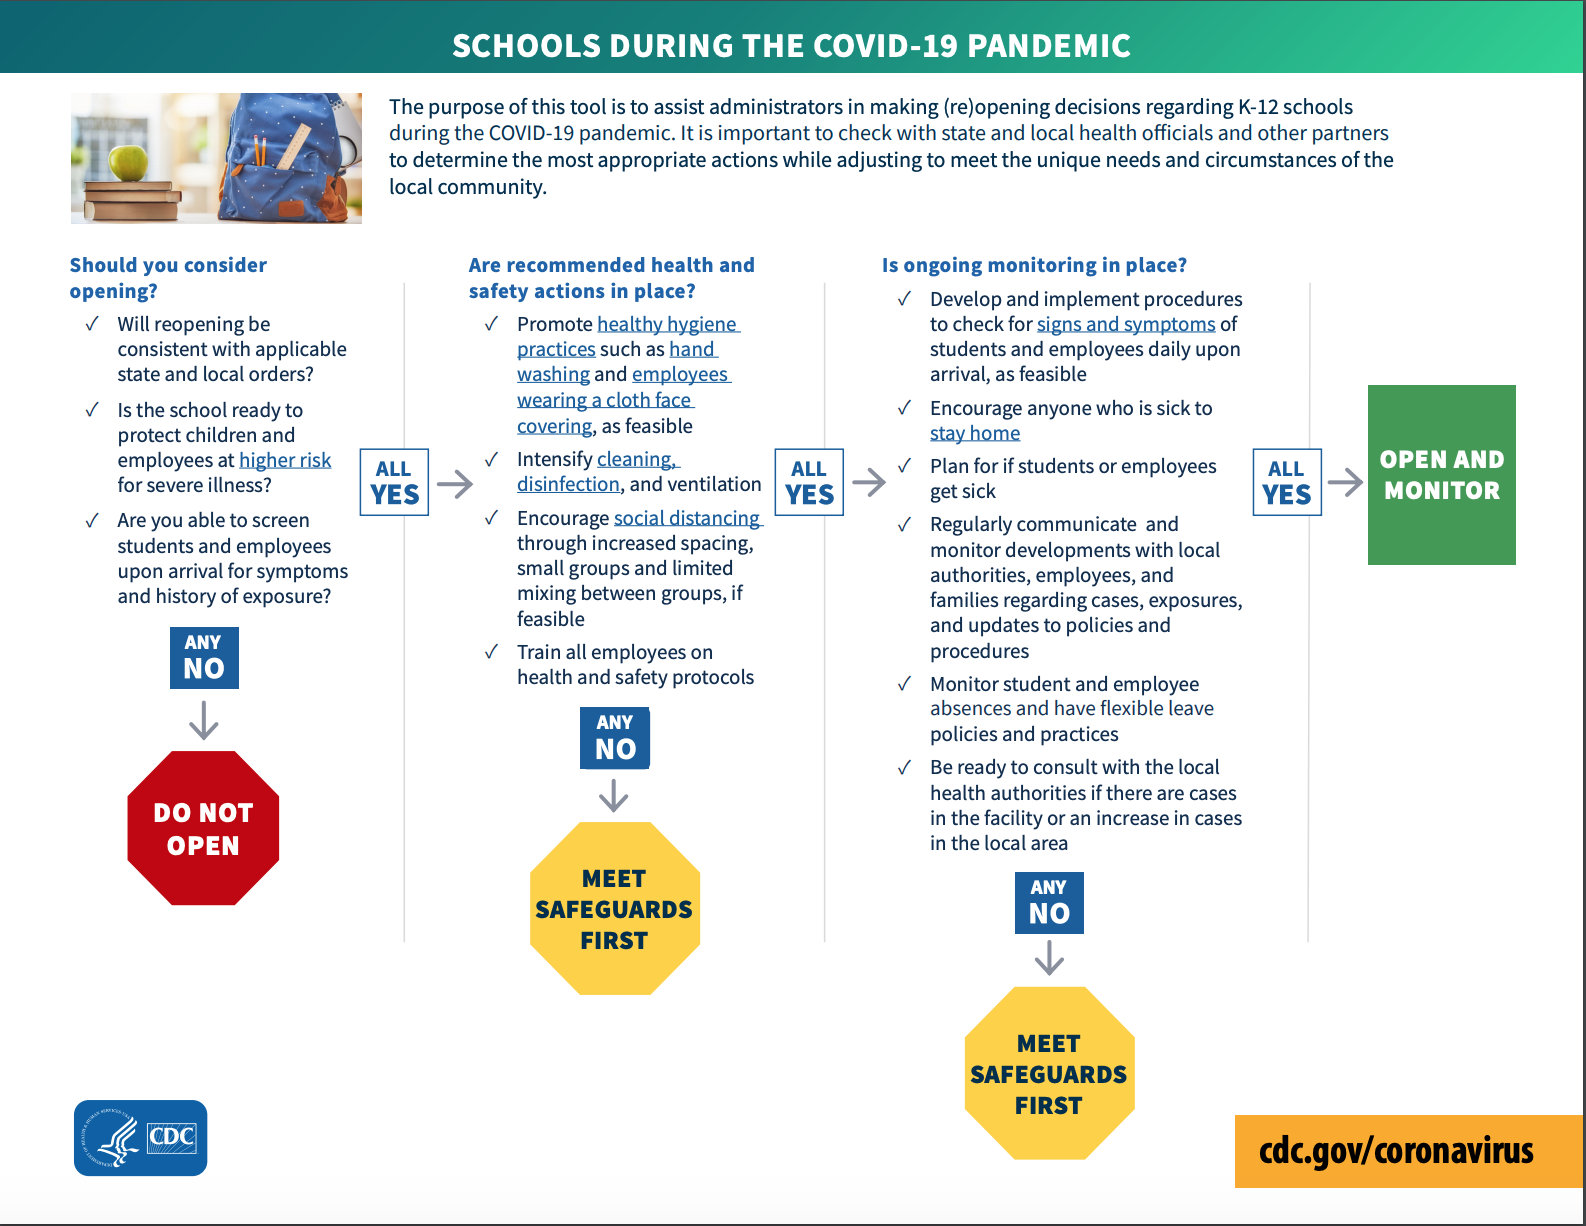 SCHOOLS DURING THE COVID-19 PANDEMIC
The purpose of this tool is to assist administrators in making (re)opening decisions regarding K-12 schools
during the COVID-19 pandemic. It is important to check with state and local health officials and other partners
to determine the most appropriate actions while adjusting to meet the unique needs and circumstances of the
local community.
Should you consider
opening?
✓ Will reopening be
consistent with applicable
state and local orders?
✓ Is the school ready to
protect children and
employees at higher risk
for severe illness?
✓ Are you able to screen
students and employees
upon arrival for symptoms
and history of exposure?
ANY
NO
DO NOT
OPEN
ALL
YES
Are recommended health and
safety actions in place?
✓ Promote healthy hygiene
practices such as hand
washing and employees
wearing a cloth face
covering, as feasible
✓ Intensify cleaning,
disinfection, and ventilation
✓ Encourage social distancing
through increased spacing,
small groups and limited
mixing between groups, if
feasible
✓ Train all employees on
health and safety protocols
ANY
NO
MEET
SAFEGUARDS
FIRST
ALL
YES
Is ongoing monitoring in place?
✓ Develop and implement procedures
to check for signs and symptoms of
students and employees daily upon
arrival, as feasible
✓ Encourage anyone who is sick to
stay home
✓ Plan for if students or employees
get sick
✓ Regularly communicate and
monitor developments with local
authorities, employees, and
families regarding cases, exposures,
and updates to policies and
procedures
✓ Monitor student and employee
absences and have flexible leave
policies and practices
✓ Be ready to consult with the local
health authorities if there are cases
in the facility or an increase in cases
in the local area
ANY
NO
MEET
SAFEGUARDS
FIRST
ALL
YES
OPEN AND
MONITOR
CDC
cdc.gov/coronavirus